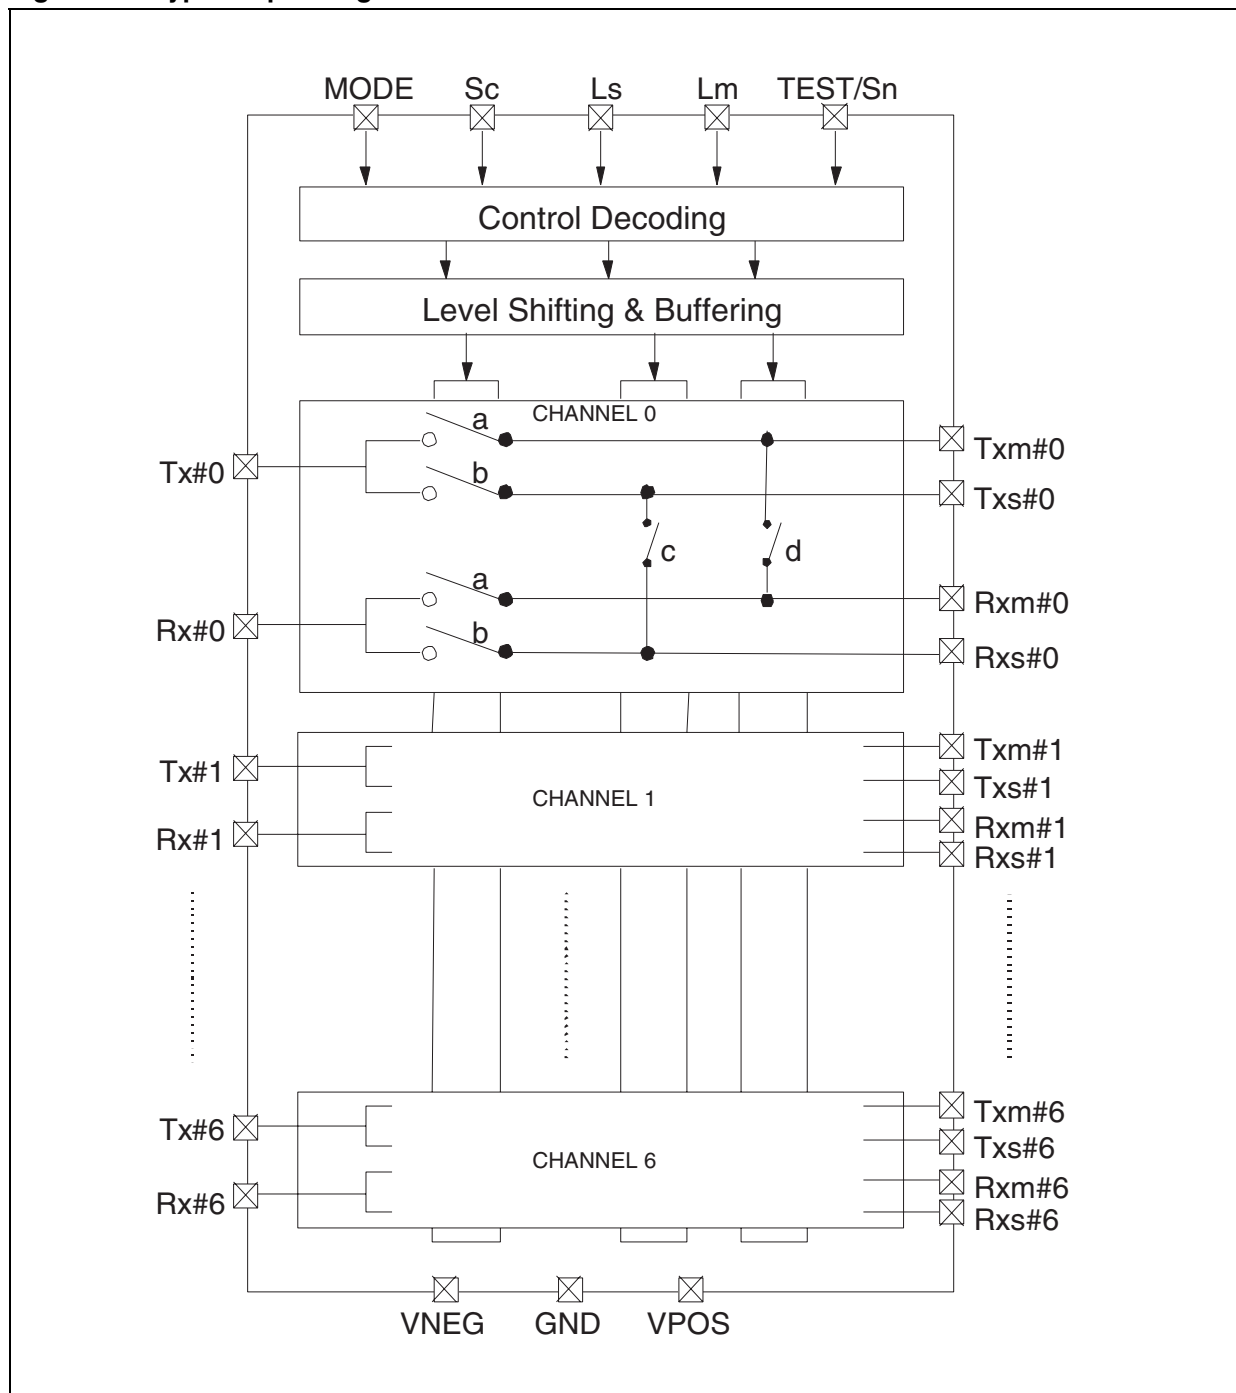 MODE Sc Ls Lm TEST/Sn
Control Decoding
Level Shifting & Buffering
CHANNEL 0
a
Tx#0
Txm#0
b
Txs#0
c
d
a
Rx#0
Rxm#0
b
Rxs#0
Tx#1
Rx#1
CHANNEL 1
Txm#1
Txs#1
Rxm#1
Rxs#1
Tx#6
Rx#6
CHANNEL 6
Txm#6
Txs#6
Rxm#6
Rxs#6
VNEG GND VPOS